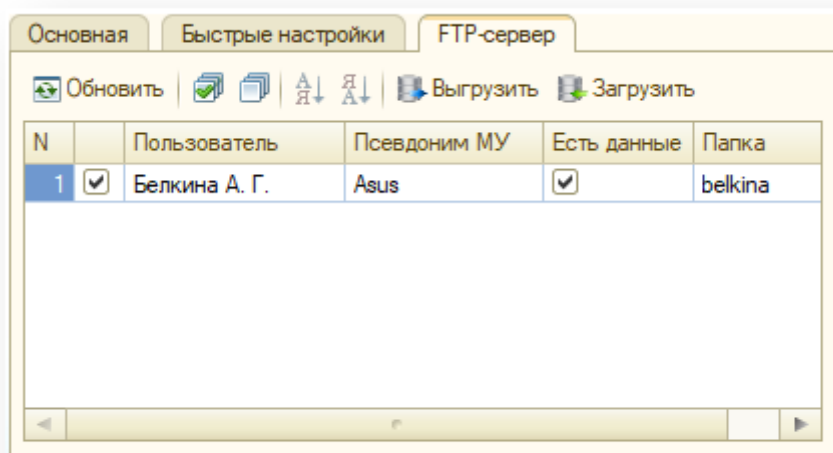 Основная Быстрые настройки FTP-сервер
Обновить А Я Я А Выгрузить Загрузить
N Пользователь Псевдоним МУ Есть данные Папка
1 Белкина А. Г. Asus belkina